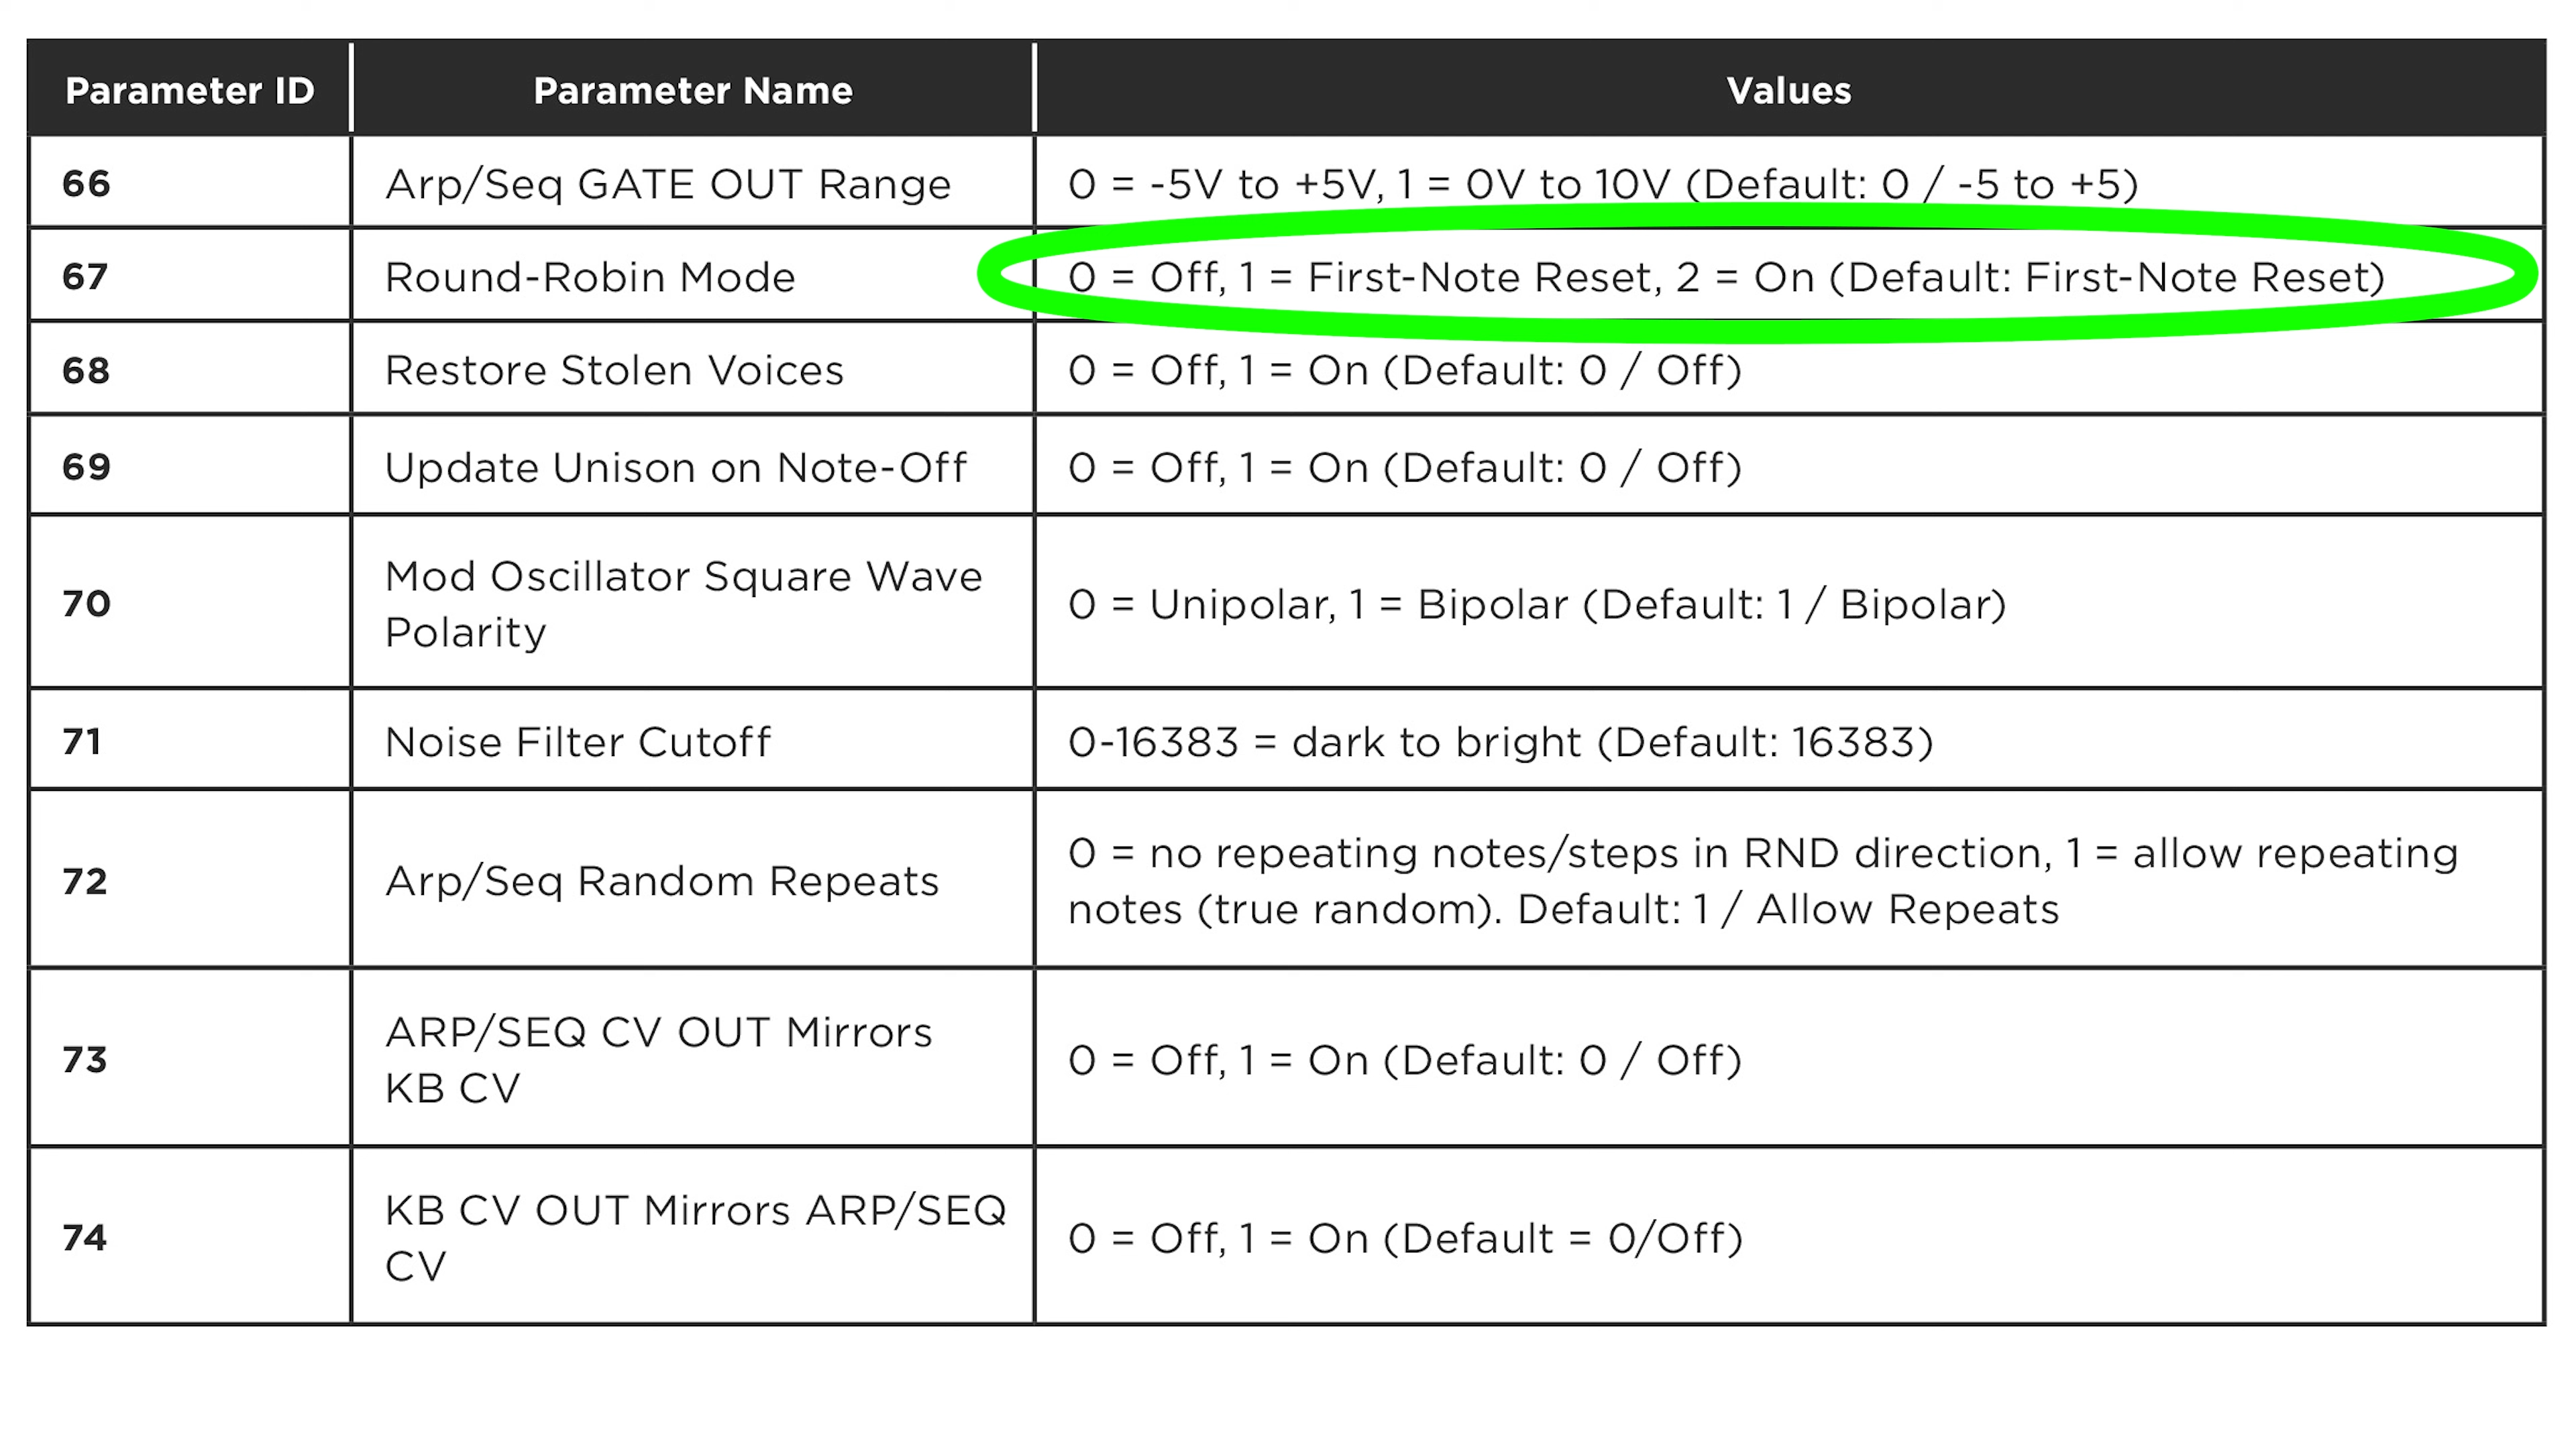 Parameter ID Parameter Name Values
66 Arp/Seq GATE OUT Range 0 = -5V to +5V, 1 = 0V to 10V (Default: 0 / -5 to +5)
67 Round-Robin Mode 0 = Off, 1 = First-Note Reset, 2 = On (Default: First-Note Reset)
68 Restore Stolen Voices 0 = Off, 1 = On (Default: 0 / Off)
69 Update Unison on Note-Off 0 = Off, 1 = On (Default: 0 / Off)
70 Mod Oscillator Square Wave
Polarity 0 = Unipolar, 1 = Bipolar (Default: 1 / Bipolar)
71 Noise Filter Cutoff 0-16383 = dark to bright (Default: 16383)
72 Arp/Seq Random Repeats 0 = no repeating notes/steps in RND direction, 1 = allow repeating
notes (true random). Default: 1 / Allow Repeats
73 ARP/SEQ CV OUT Mirrors
KB CV 0 = Off, 1 = On (Default: 0 / Off)
74 KB CV OUT Mirrors ARP/SEQ
CV 0 = Off, 1 = On (Default = 0/Off)